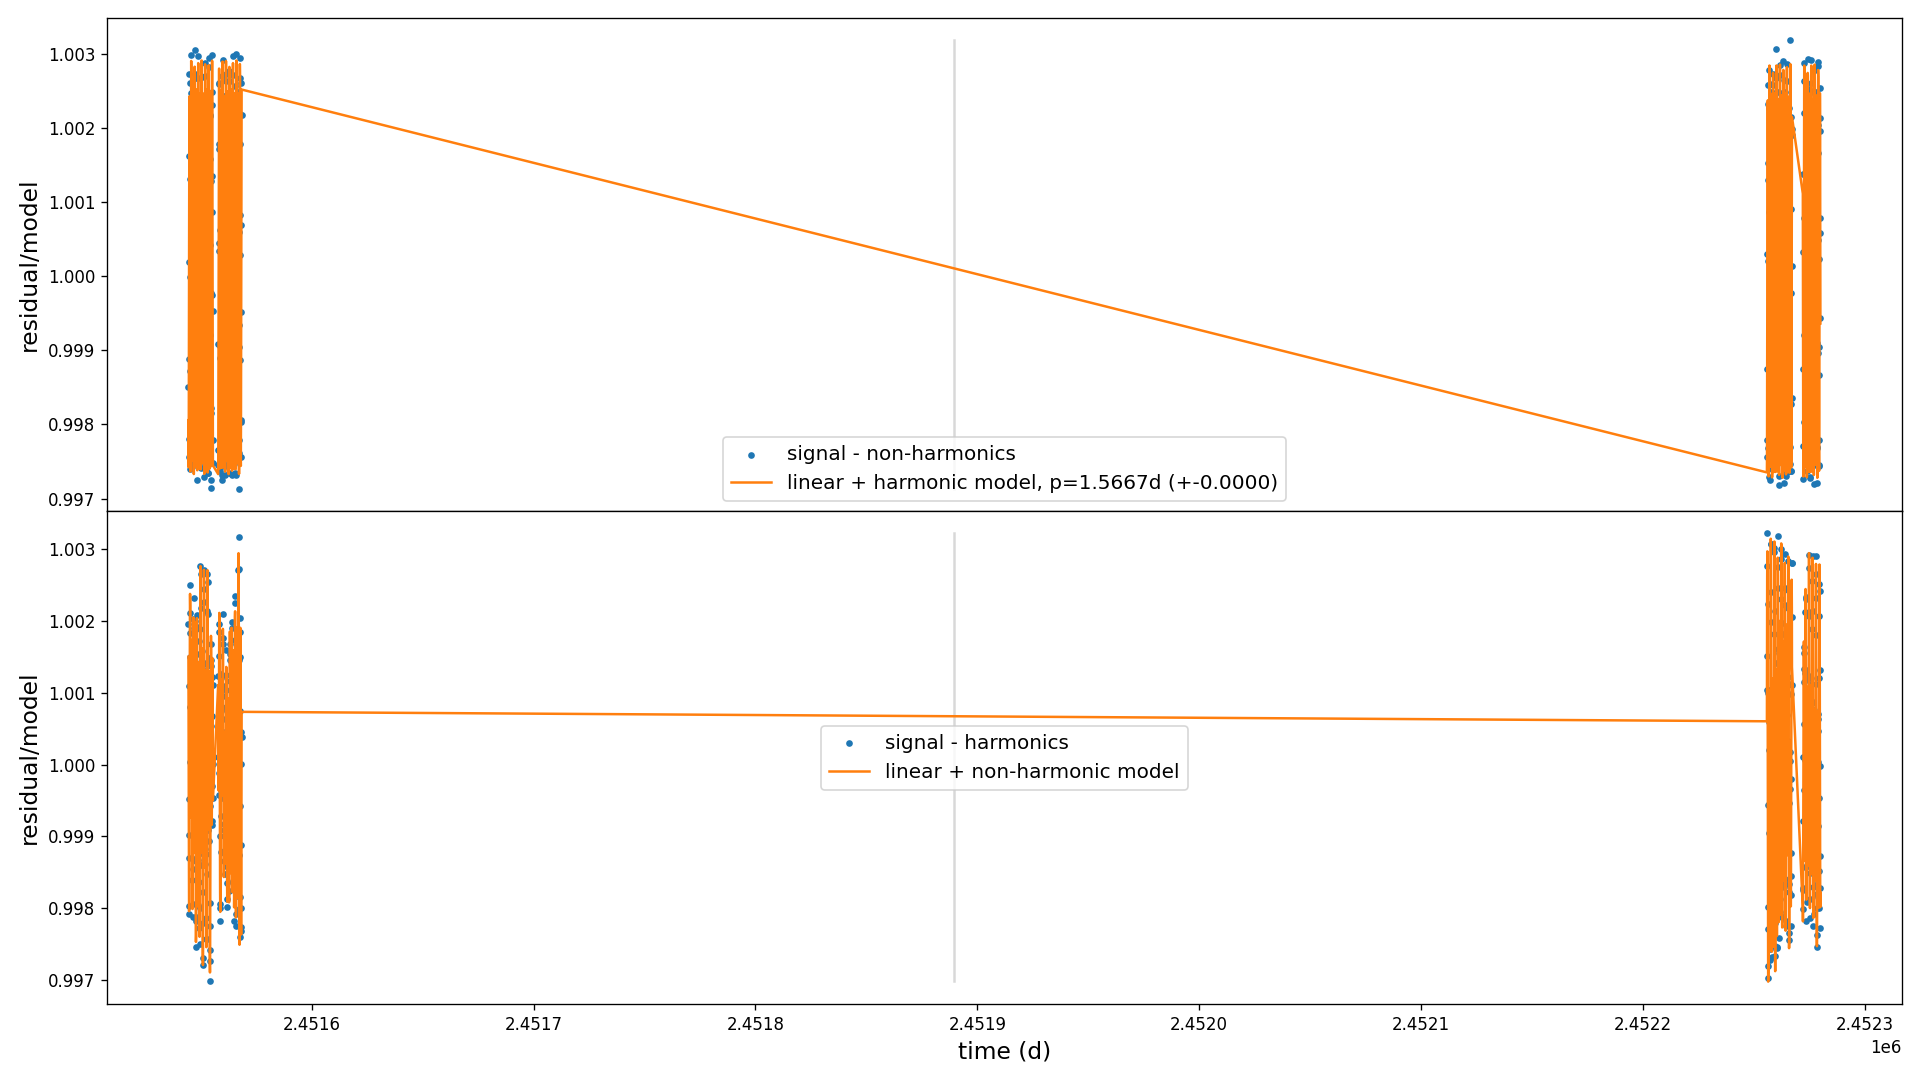 1.003
1.002
1.001
1.000
0.999
0.998
0.997
residual/model
signal - non-harmonics
linear + harmonic model, p=1.5667d (+-0.0000)
1.003
1.002
1.001
1.000
0.999
0.998
0.997
residual/model
signal - harmonics
linear + non-harmonic model
2.4516 2.4517 2.4518 2.4519 2.4520 2.4521 2.4522 2.4523
1e6
time (d)